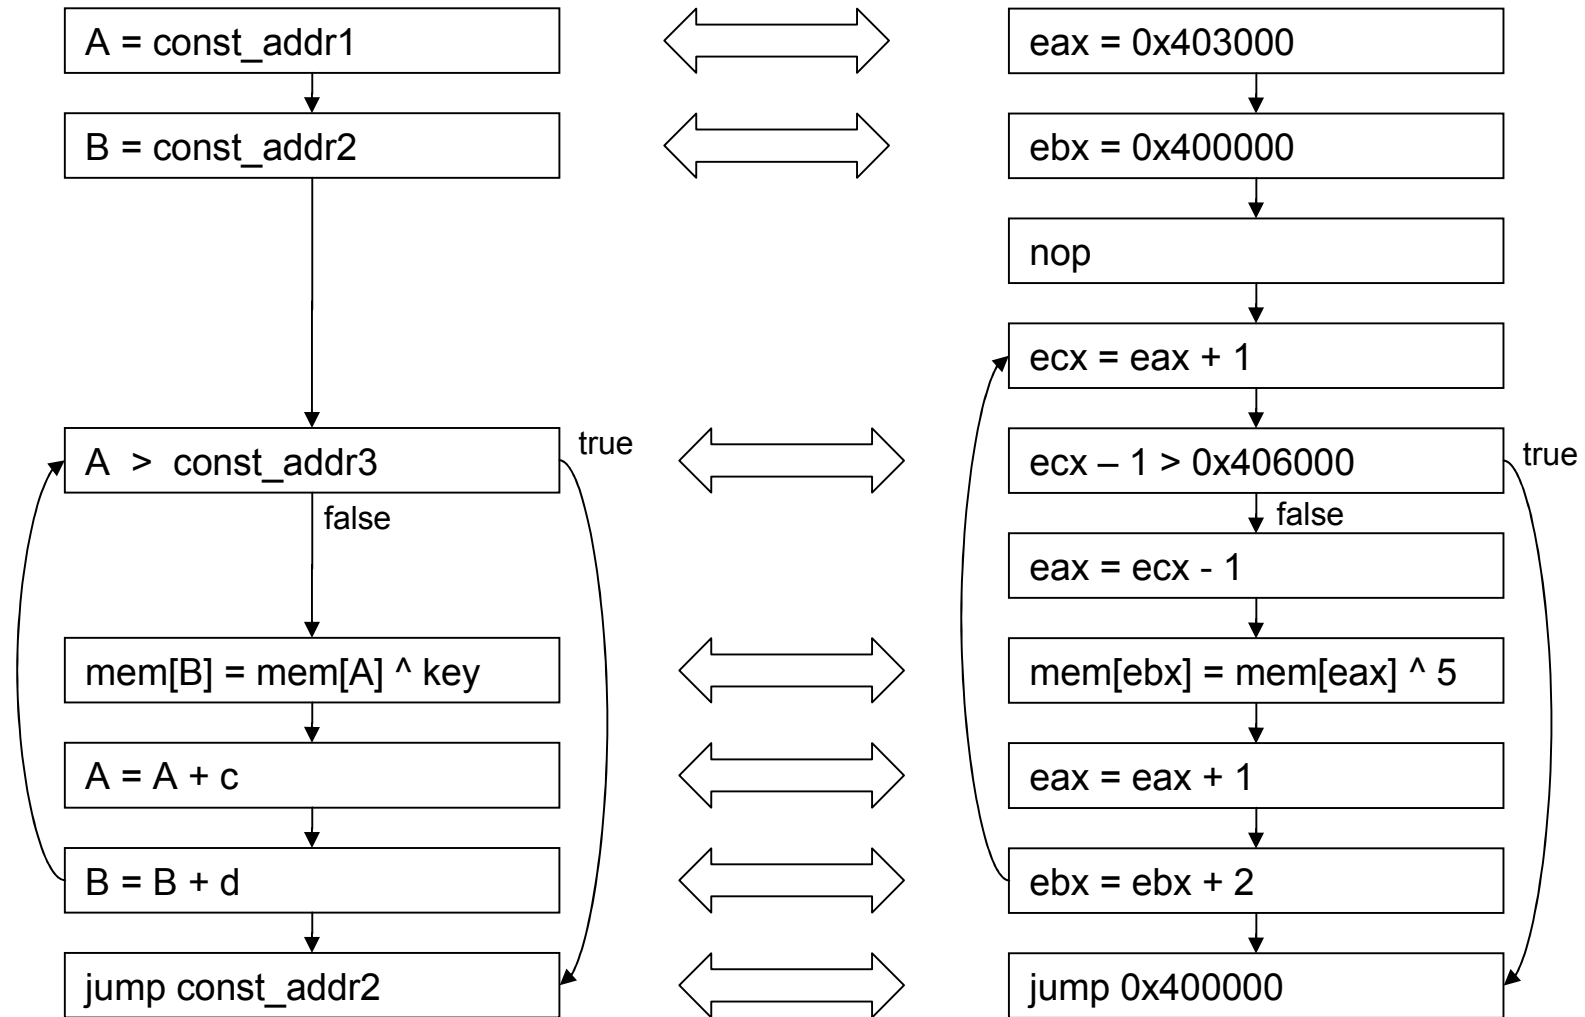 A = const_addr1
B = const_addr2
A > const_addr3
true
false
mem[B] = mem[A] ^ key
A = A + c
B = B + d
jump const_addr2
eax = 0x403000
ebx = 0x400000
nop
ecx = eax + 1
ecx – 1 > 0x406000
true
false
eax = ecx - 1
mem[ebx] = mem[eax] ^ 5
eax = eax + 1
ebx = ebx + 2
jump 0x400000